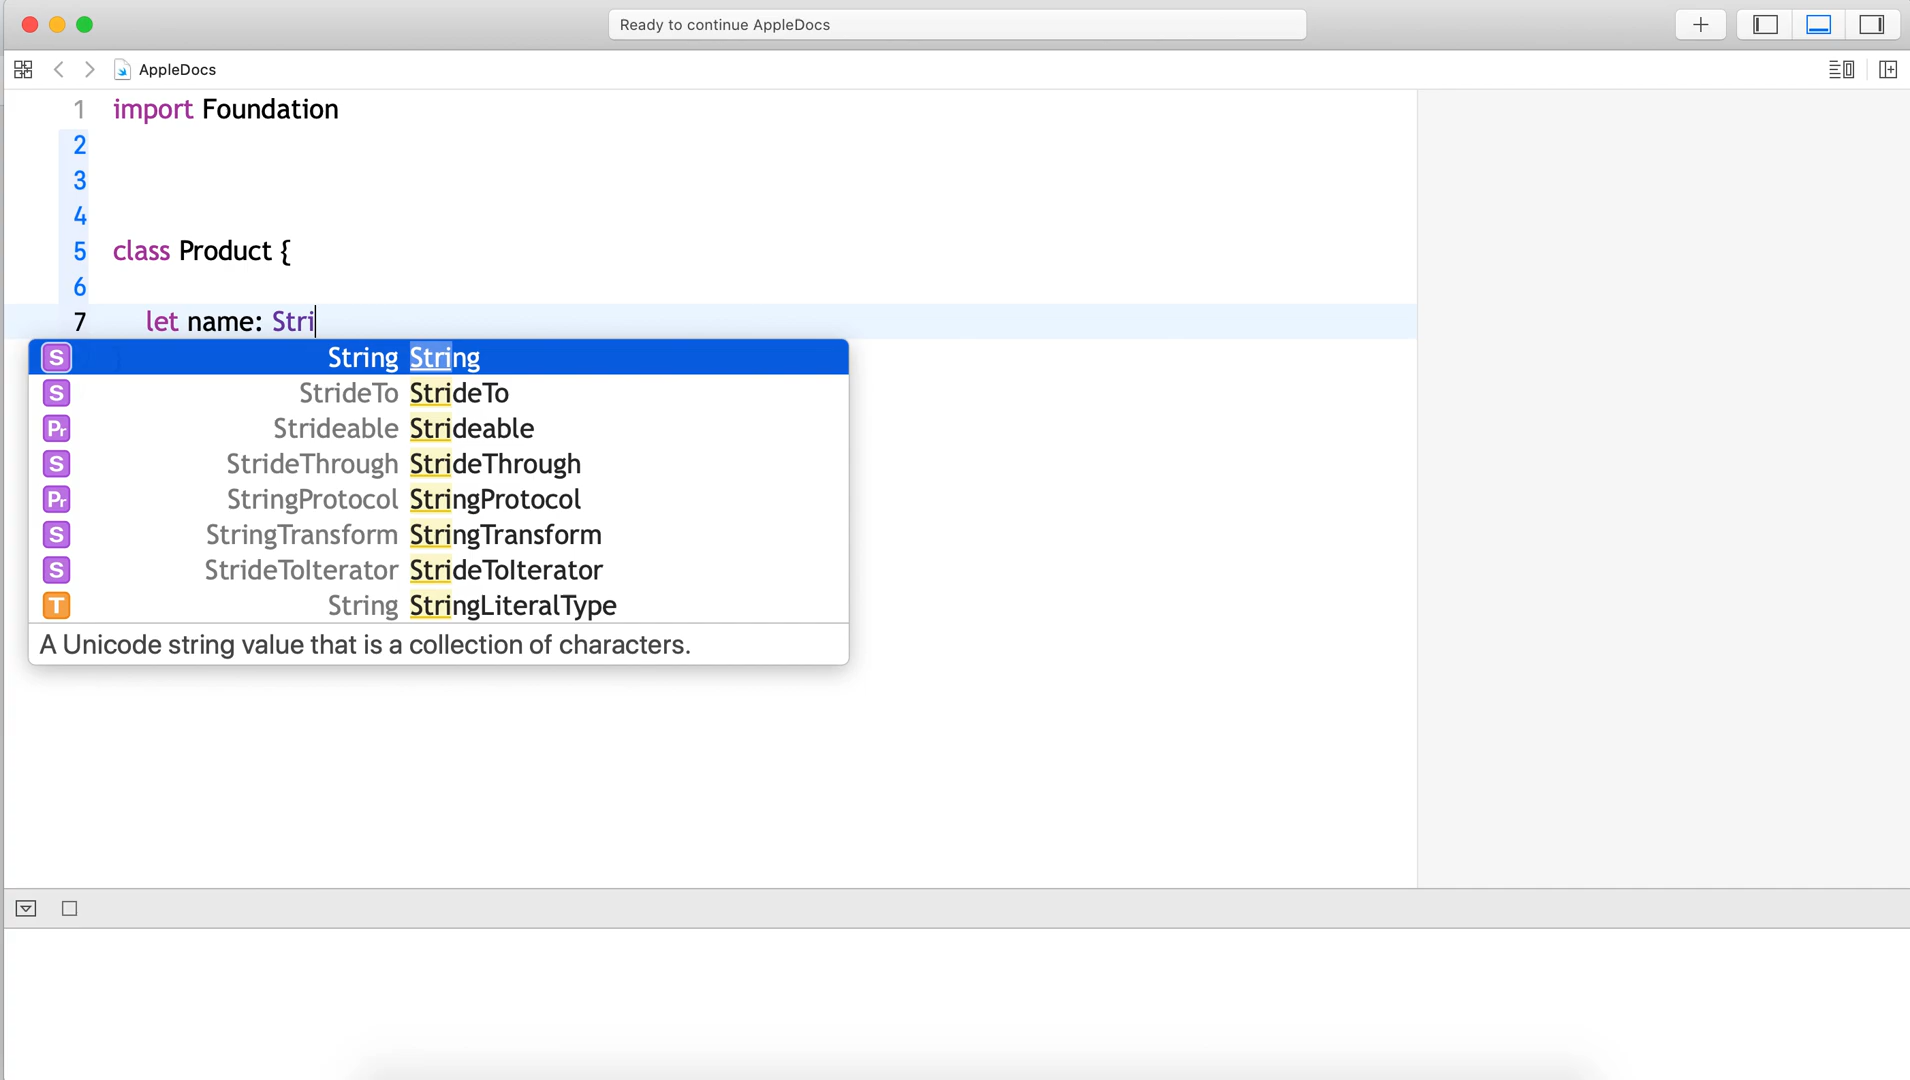 Ready to continue AppleDocs
AppleDocs
1 import Foundation
2
3
4
5 class Product {
6
7 let name: Stri
S String String
S StrideTo StrideTo
Pr Strideable Strideable
S StrideThrough StrideThrough
Pr StringProtocol StringProtocol
S StringTransform StringTransform
S StrideToIterator StrideToIterator
T String StringLiteralType
A Unicode string value that is a collection of characters.